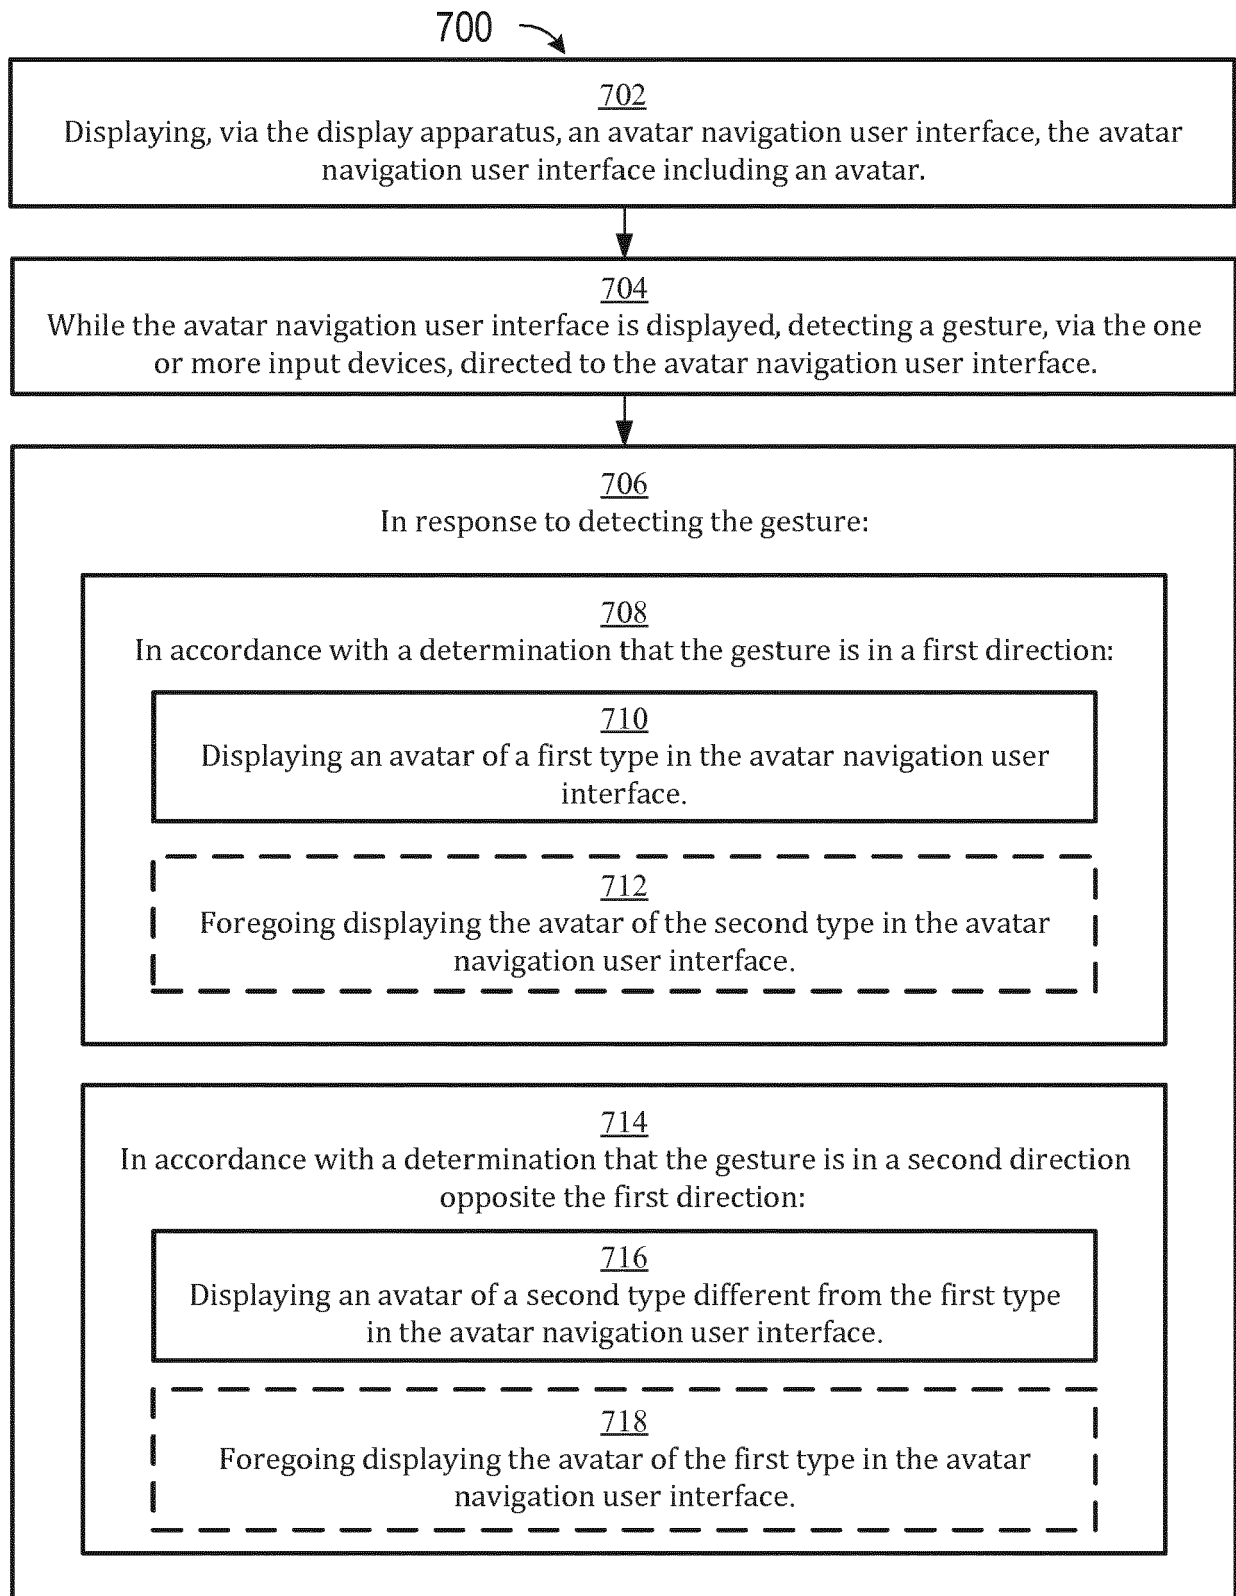 700
702
Displaying, via the display apparatus, an avatar navigation user interface, the avatar
navigation user interface including an avatar.
704
While the avatar navigation user interface is displayed, detecting a gesture, via the one
or more input devices, directed to the avatar navigation user interface.
706
In response to detecting the gesture:
708
In accordance with a determination that the gesture is in a first direction:
710
Displaying an avatar of a first type in the avatar navigation user
interface.
712
Foregoing displaying the avatar of the second type in the avatar
navigation user interface.
714
In accordance with a determination that the gesture is in a second direction
opposite the first direction:
716
Displaying an avatar of a second type different from the first type
in the avatar navigation user interface.
718
Foregoing displaying the avatar of the first type in the avatar
navigation user interface.